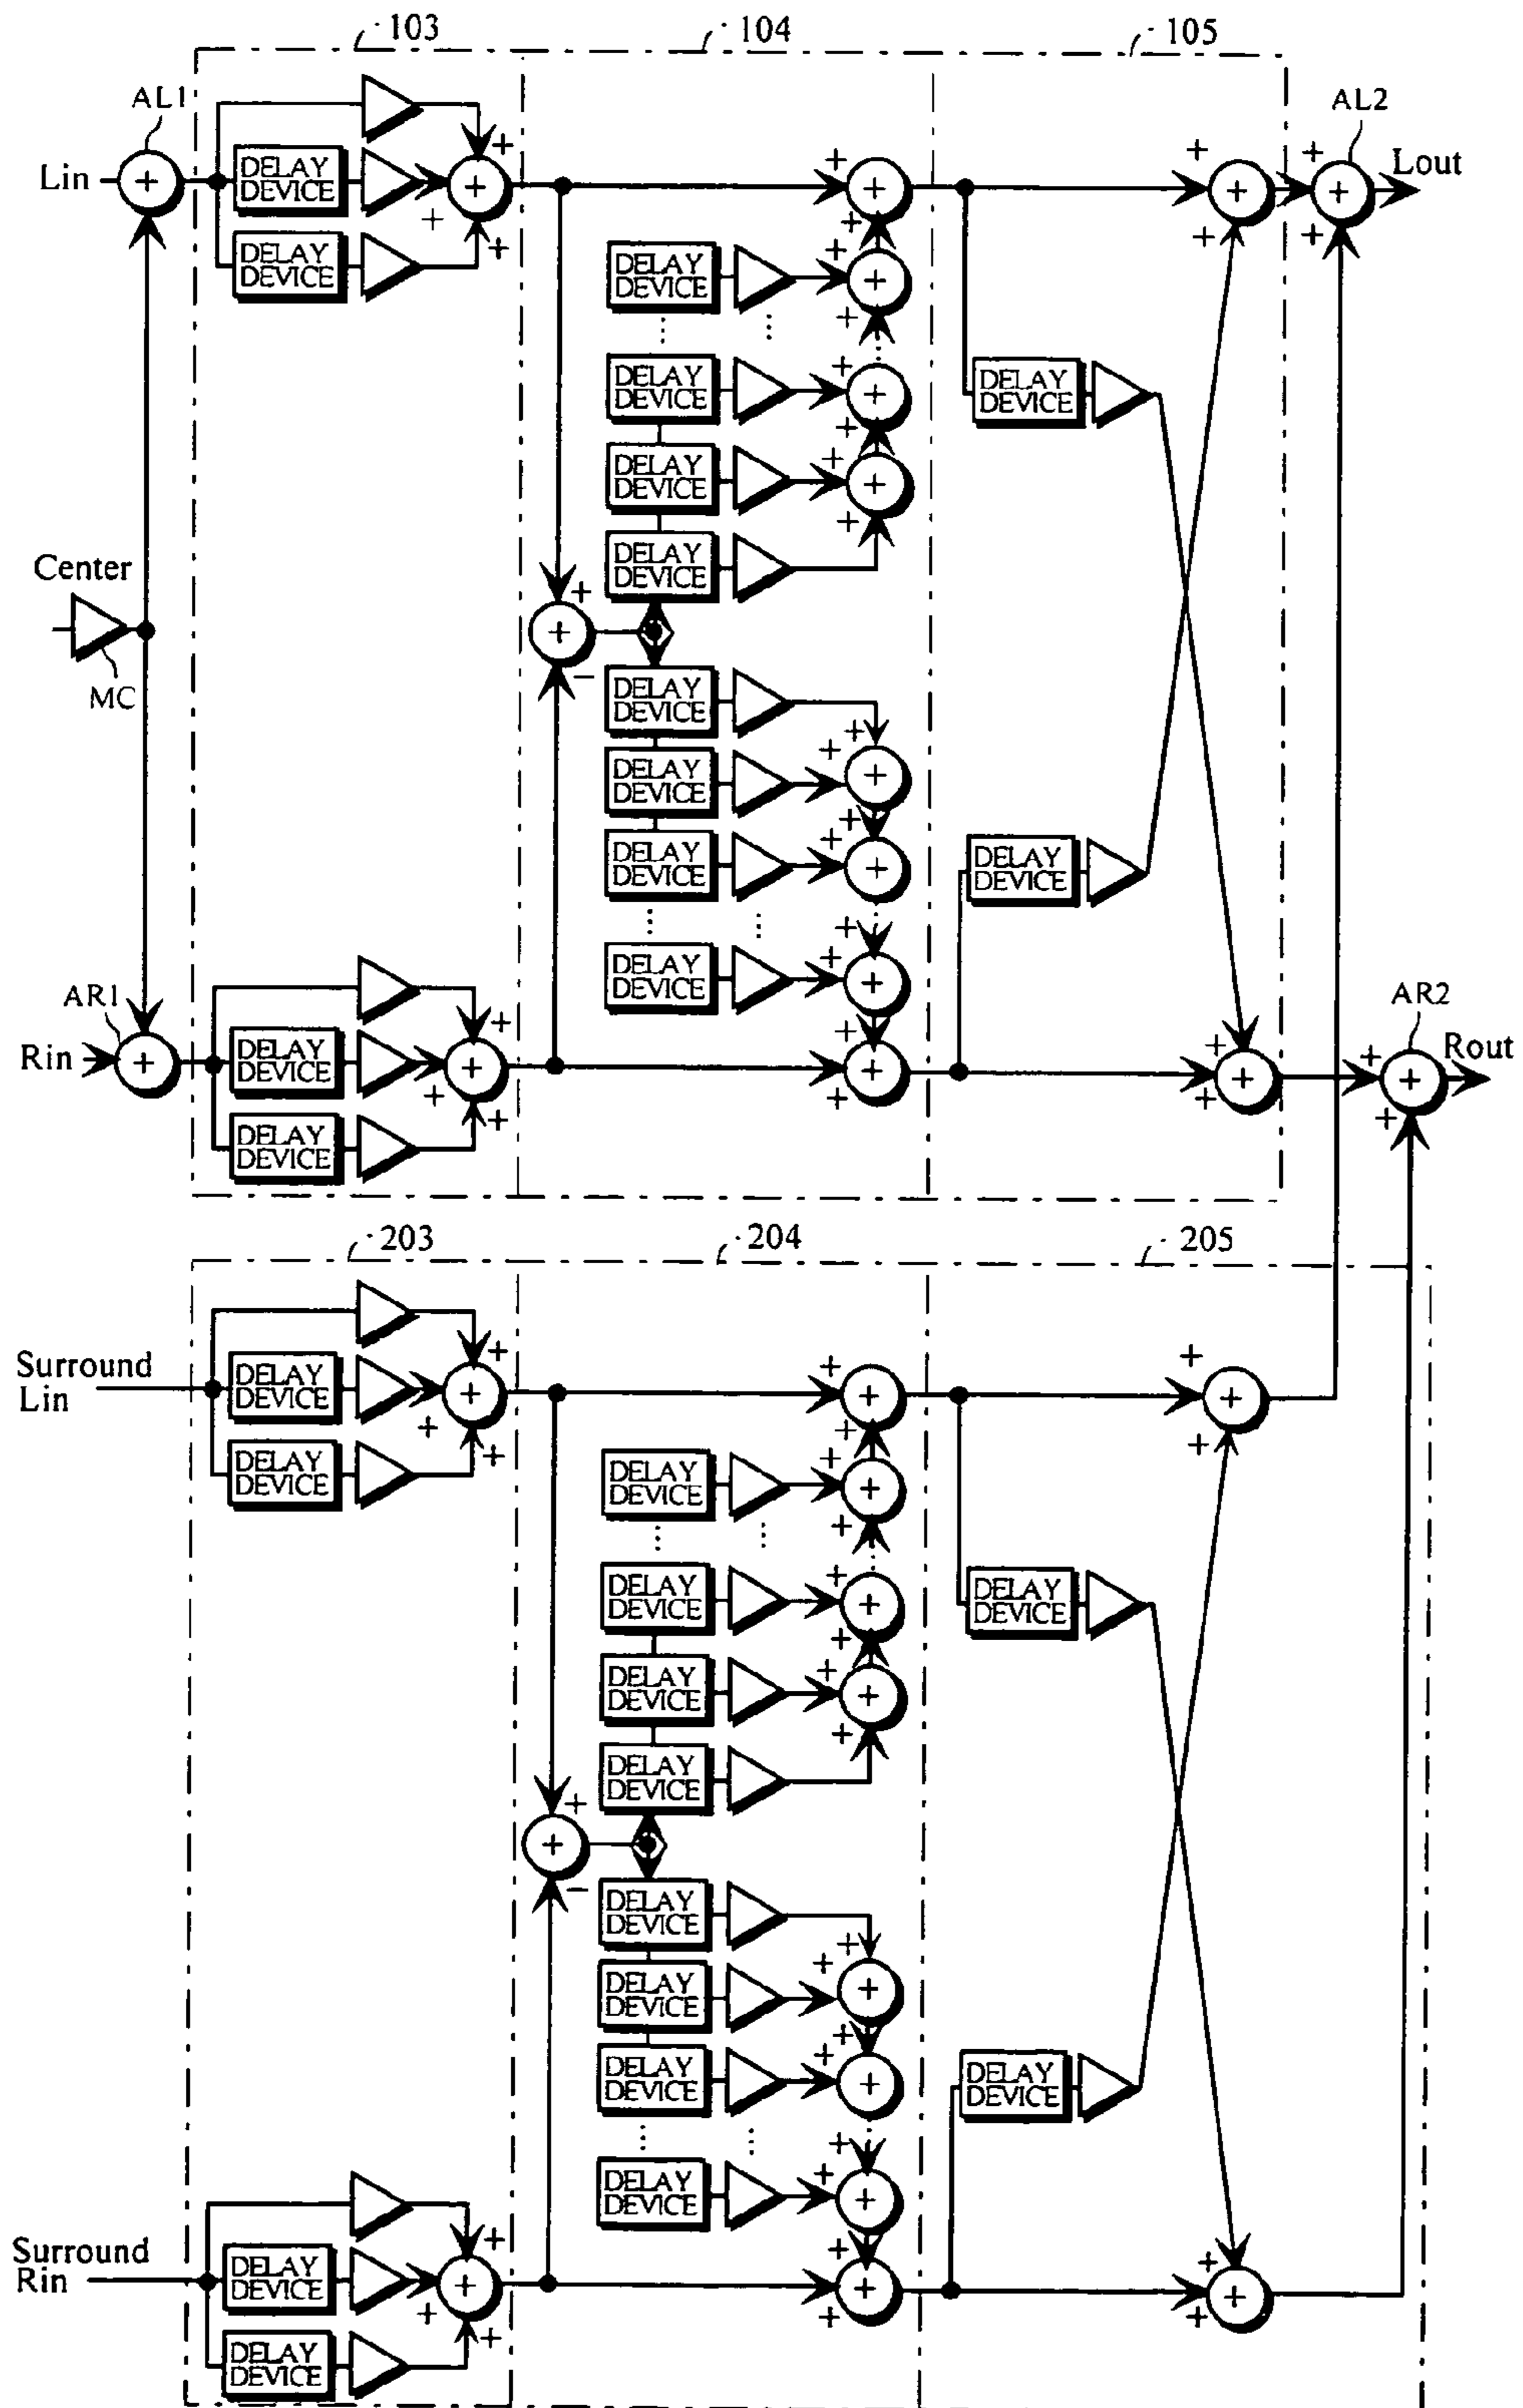 103
104
105
AL1
AL2
Lin
+
DELAY
DEVICE
+
+
+
+
+
+
+
+
+
+
+
Lout
DELAY
DEVICE
+
+
+
DELAY
DEVICE
+
+
+
DELAY
DEVICE
+
+
DELAY
DEVICE
DELAY
DEVICE
+
+
+
+
DELAY
DEVICE
Center
MC
+
+
−
DELAY
DEVICE
+
DELAY
DEVICE
+
+
DELAY
DEVICE
+
+
+
DELAY
DEVICE
DELAY
DEVICE
+
+
+
AR1
AR2
Rin
+
DELAY
DEVICE
+
+
+
+
+
+
+
+
+
+
+
+
Rout
DELAY
DEVICE
+
+
203
204
205
Surround
Lin
DELAY
DEVICE
+
+
+
+
+
+
+
+
DELAY
DEVICE
+
DELAY
DEVICE
+
+
+
DELAY
DEVICE
+
+
DELAY
DEVICE
DELAY
DEVICE
+
+
+
+
DELAY
DEVICE
+
+
−
DELAY
DEVICE
+
DELAY
DEVICE
+
+
DELAY
DEVICE
+
+
+
DELAY
DEVICE
DELAY
DEVICE
+
+
+
Surround
Rin
DELAY
DEVICE
+
+
+
+
+
+
+
+
+
DELAY
DEVICE
+